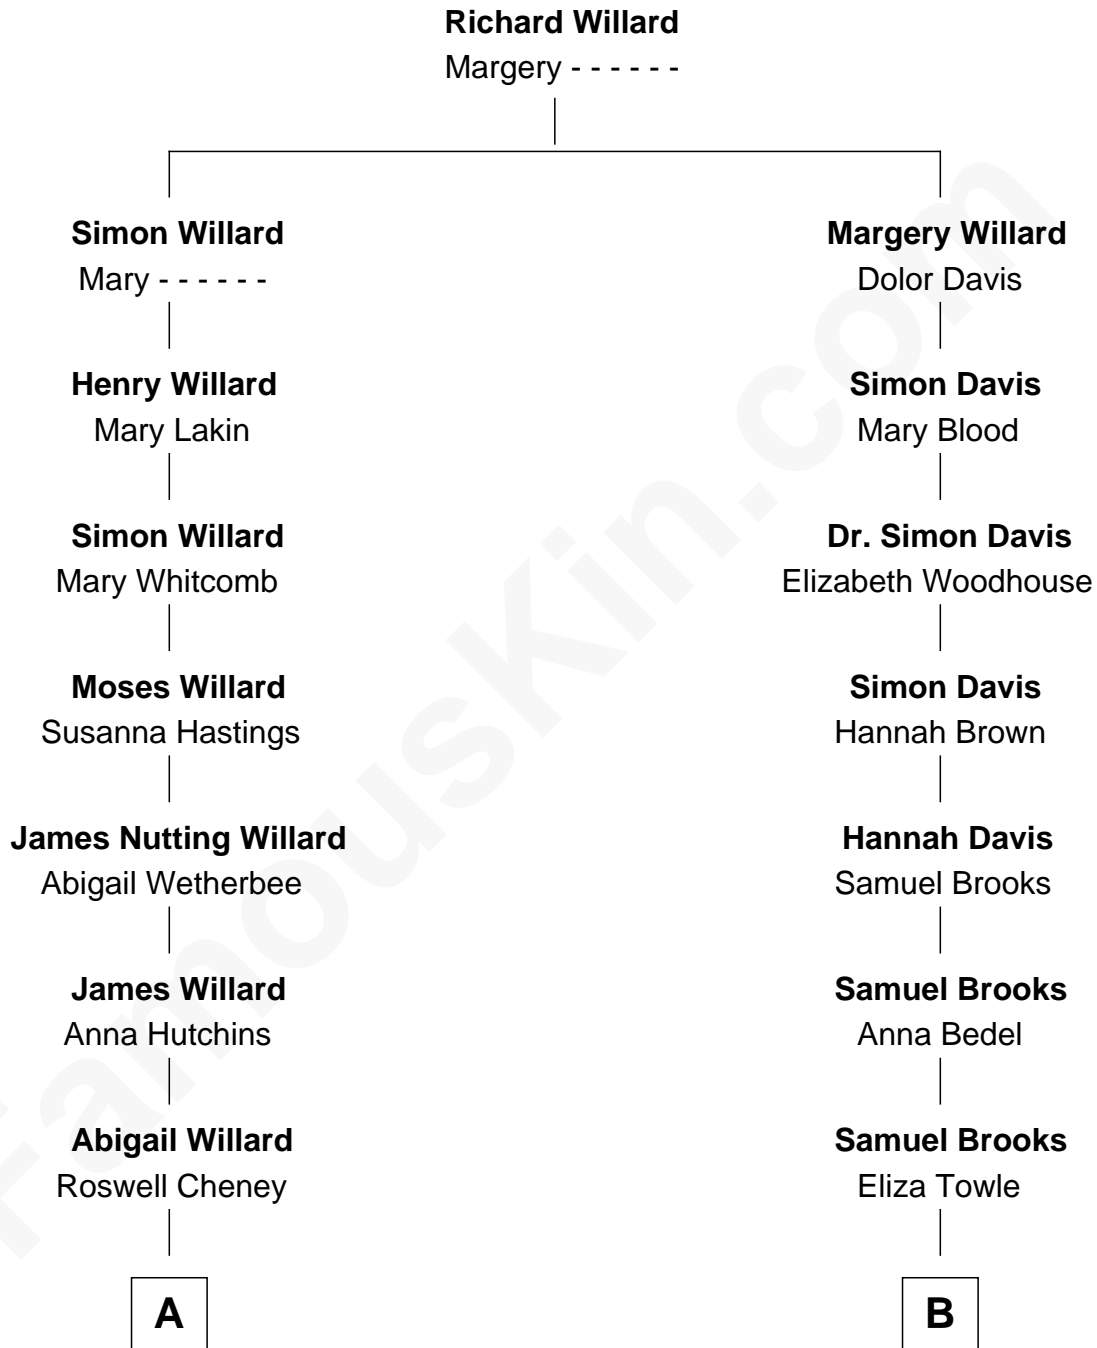 Richard Willard
Margery - - - - - -
Simon Willard
Mary - - - - - -
Margery Willard
Dolor Davis
Henry Willard
Mary Lakin
Simon Davis
Mary Blood
Simon Willard
Mary Whitcomb
Dr. Simon Davis
Elizabeth Woodhouse
Moses Willard
Susanna Hastings
Simon Davis
Hannah Brown
James Nutting Willard
Abigail Wetherbee
Hannah Davis
Samuel Brooks
James Willard
Anna Hutchins
Samuel Brooks
Anna Bedel
Abigail Willard
Roswell Cheney
Samuel Brooks
Eliza Towle
A
B
FamousKin.com